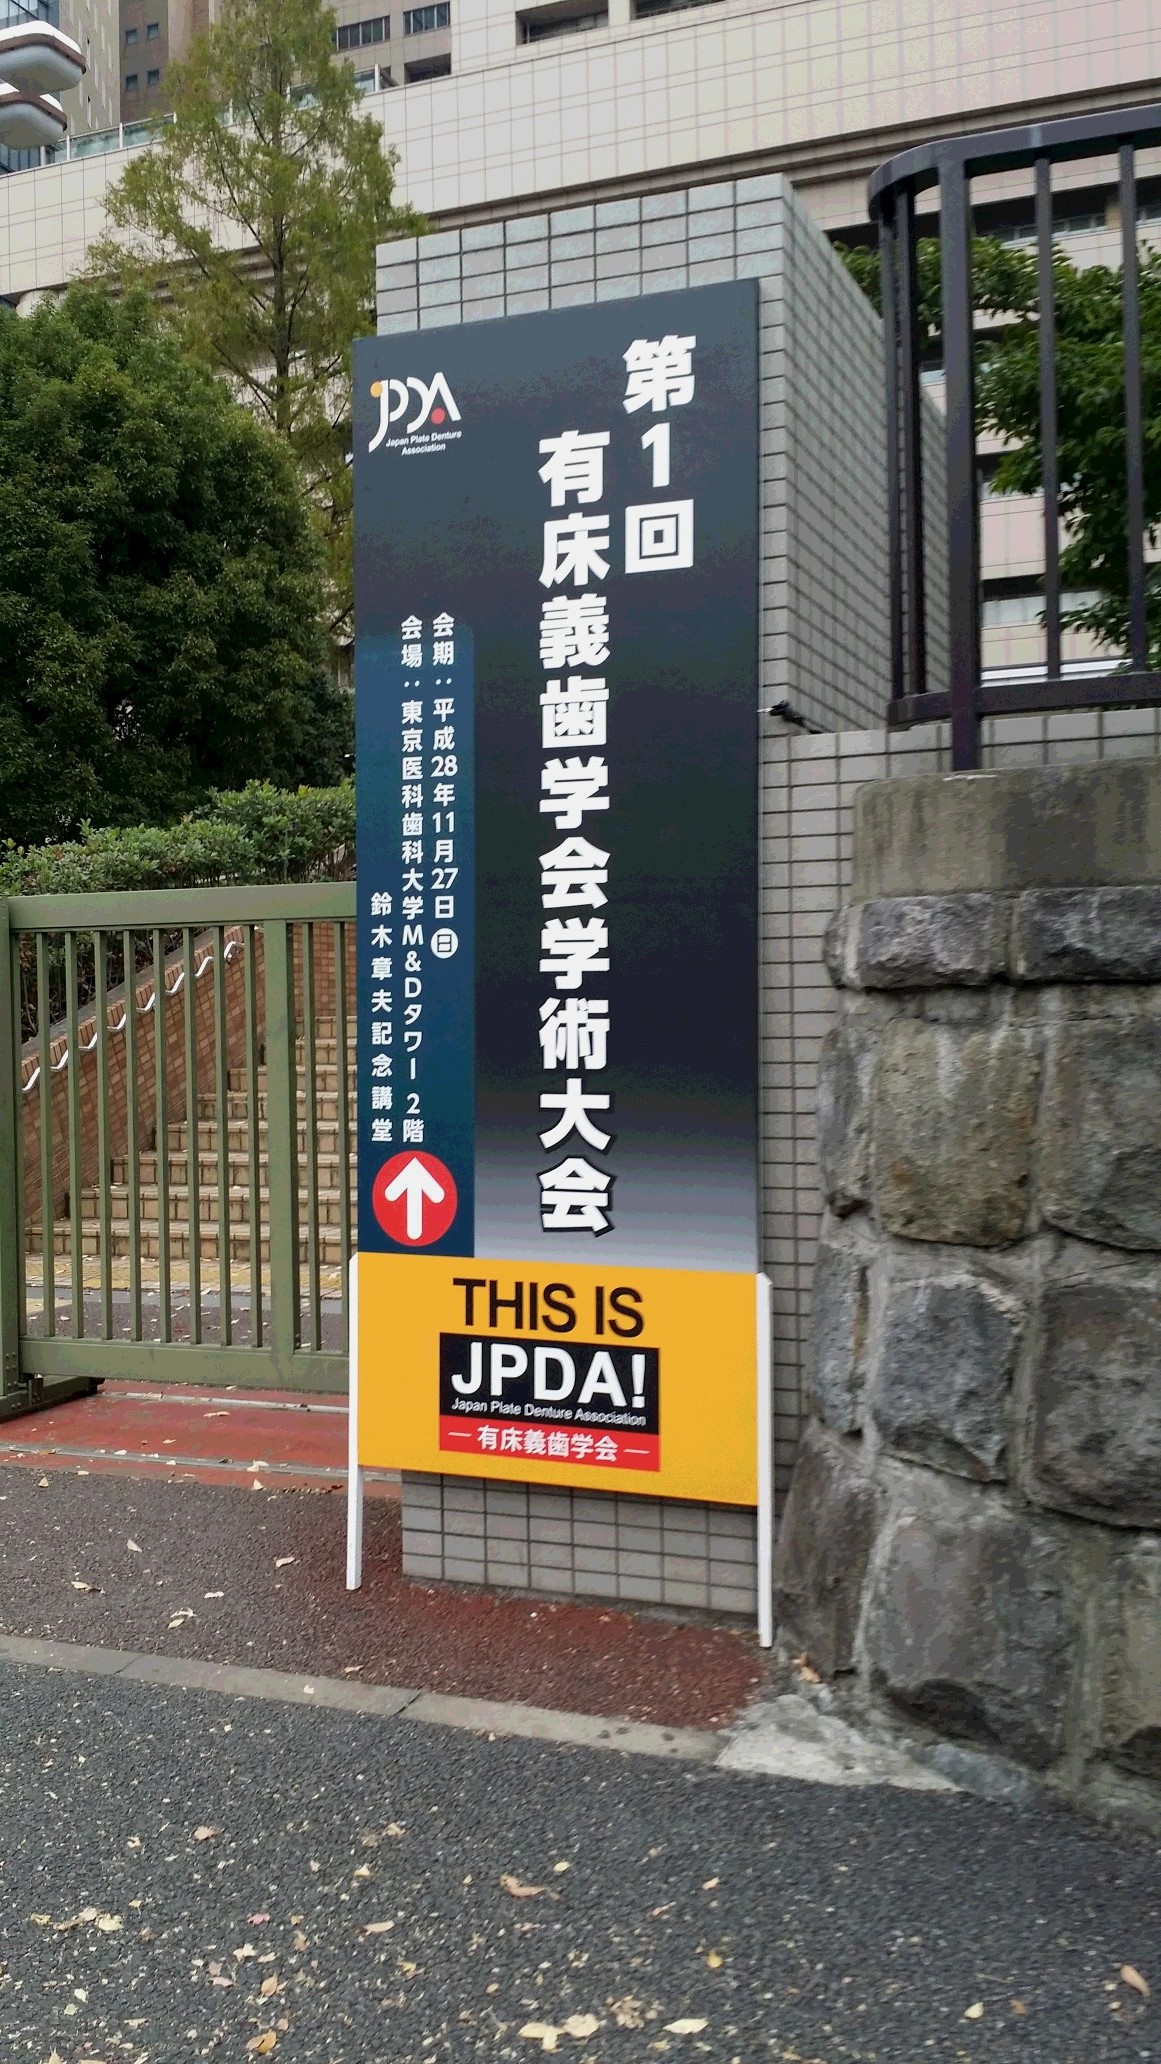 JPDA
Japan Plate Denture
Association
第1回
有床義歯学会学術大会
会期：平成28年11月27日㊐
会場：東京医科歯科大学M&Dタワー2階
鈴木章夫記念講堂
THIS IS
JPDA!
Japan Plate Denture Association
─ 有床義歯学会 ─